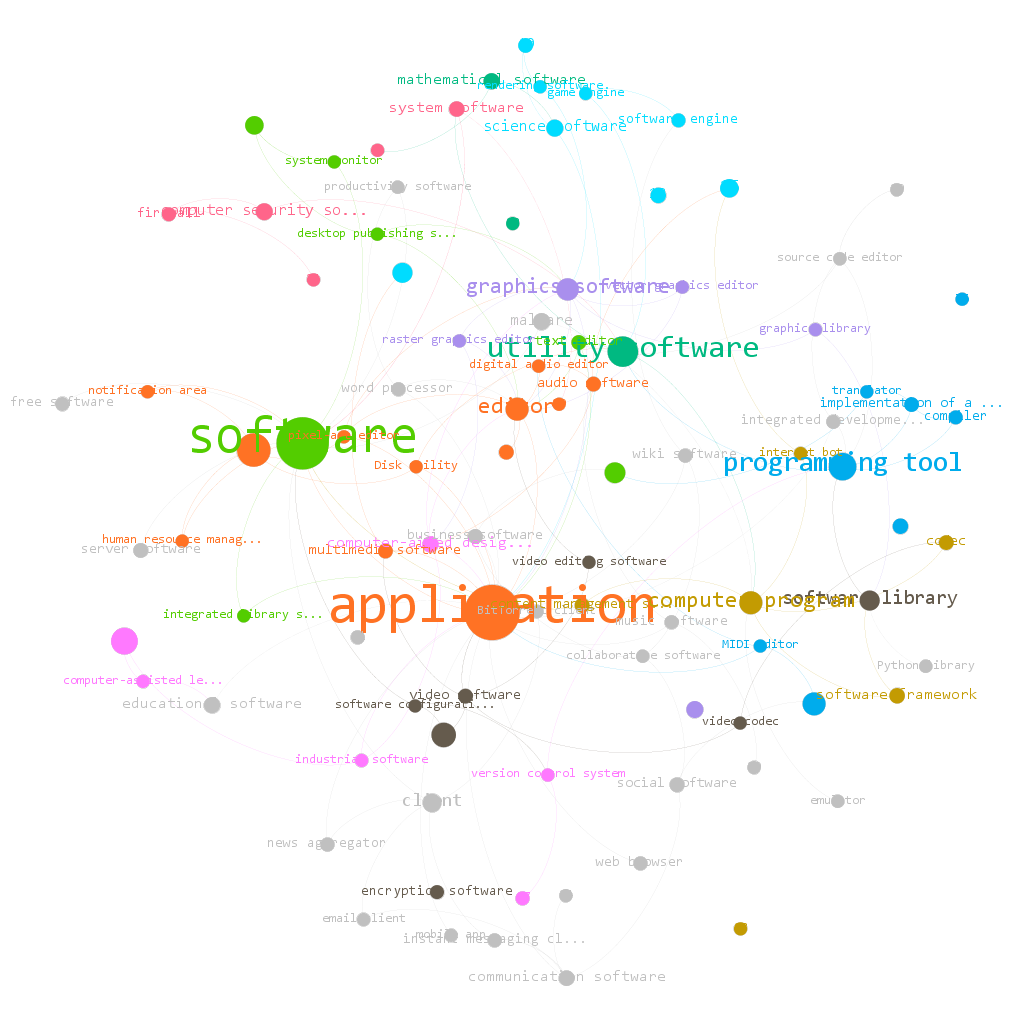 mathematical software
rendering software
game engine
system software
science software
software engine
system monitor
productivity software
firewall
computer security so...
desktop publishing s...
source code editor
graphics software
vector graphics editor
malware
graphics library
raster graphics editor
text editor
utility software
digital audio editor
audio software
notification area
word processor
translator
free software
editor
implementation of a ...
compiler
integrated developme...
software
wiki software
internet bot
Disk utility
programming tool
human resource manag...
server software
business software
computer-aided desig...
multimedia software
codec
video editing software
application
BitTorrent client
computer program
software library
integrated library s...
music software
MIDI editor
collaborative software
Python library
computer-assisted le...
educational software
video software
software configurati...
software framework
video codec
industrial software
version control system
social software
client
emulator
news aggregator
web browser
encryption software
email client
mobile app
instant messaging cl...
communication software